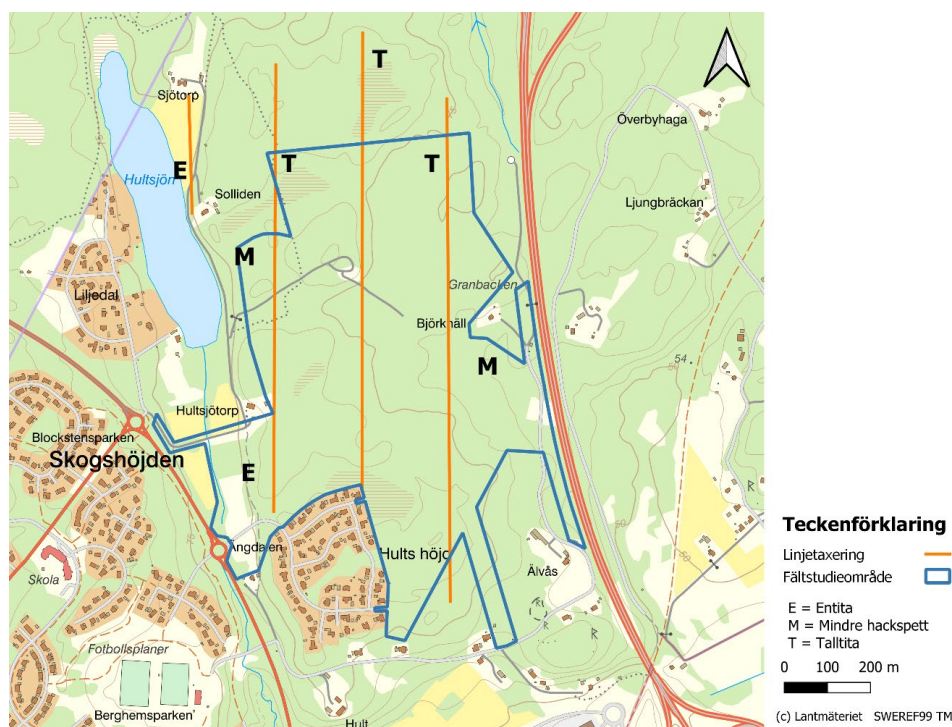 T
Sjötorp
Överbyhaga
T
T
E
Hultsjön
Solliden
Ljungbräckan
M
Granbacken
Liljedal
Björkhäll
M
54
Hultsjötorp
Blockstensparken
Skogshöjden
E
Teckenförklaring
Ängdalen
Hults höjd
Linjetaxering
Skola
Älvås
Fältstudieområde
E = Entita
M = Mindre hackspett
T = Talltita
Fotbollsplaner
0 100 200 m
Berghemsparken
Hult
(c) Lantmäteriet SWEREF99 TM